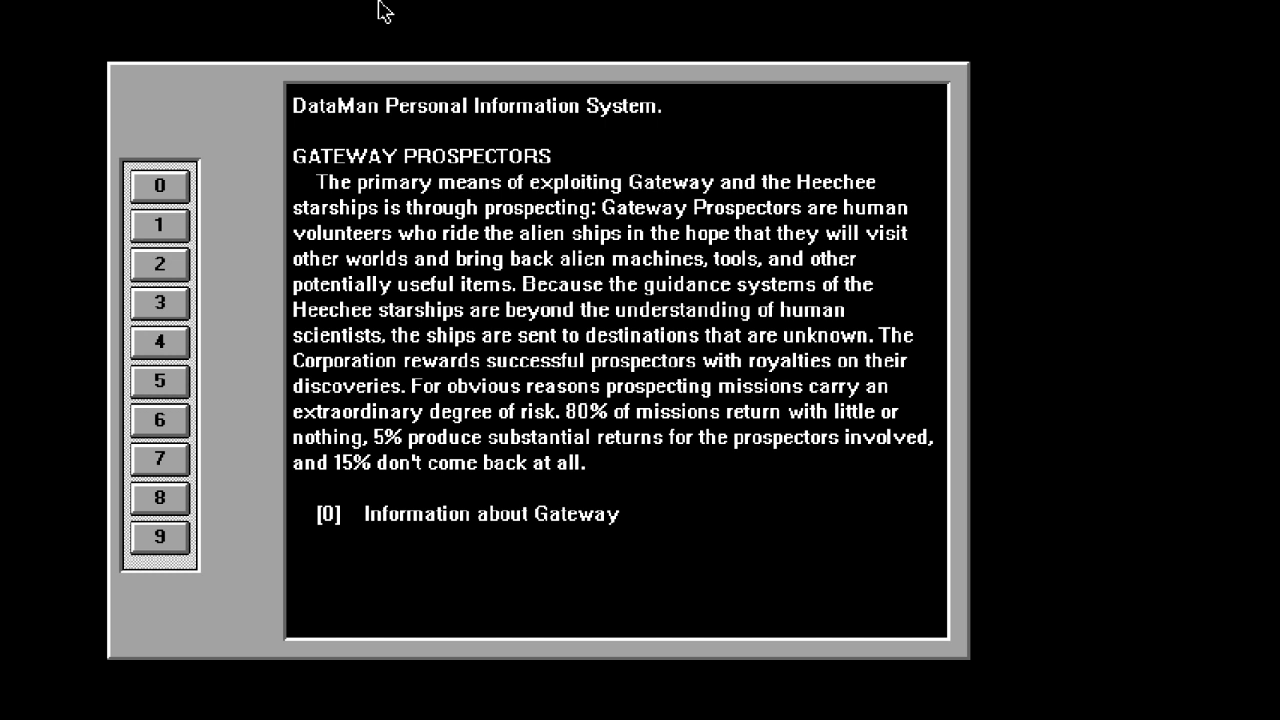 DataMan Personal Information System.
GATEWAY PROSPECTORS
The primary means of exploiting Gateway and the Heechee
starships is through prospecting: Gateway Prospectors are human
volunteers who ride the alien ships in the hope that they will visit
other worlds and bring back alien machines, tools, and other
potentially useful items. Because the guidance systems of the
Heechee starships are beyond the understanding of human
scientists, the ships are sent to destinations that are unknown. The
Corporation rewards successful prospectors with royalties on their
discoveries. For obvious reasons prospecting missions carry an
extraordinary degree of risk. 80% of missions return with little or
nothing, 5% produce substantial returns for the prospectors involved,
and 15% don't come back at all.
[0] Information about Gateway
0
1
2
3
4
5
6
7
8
9